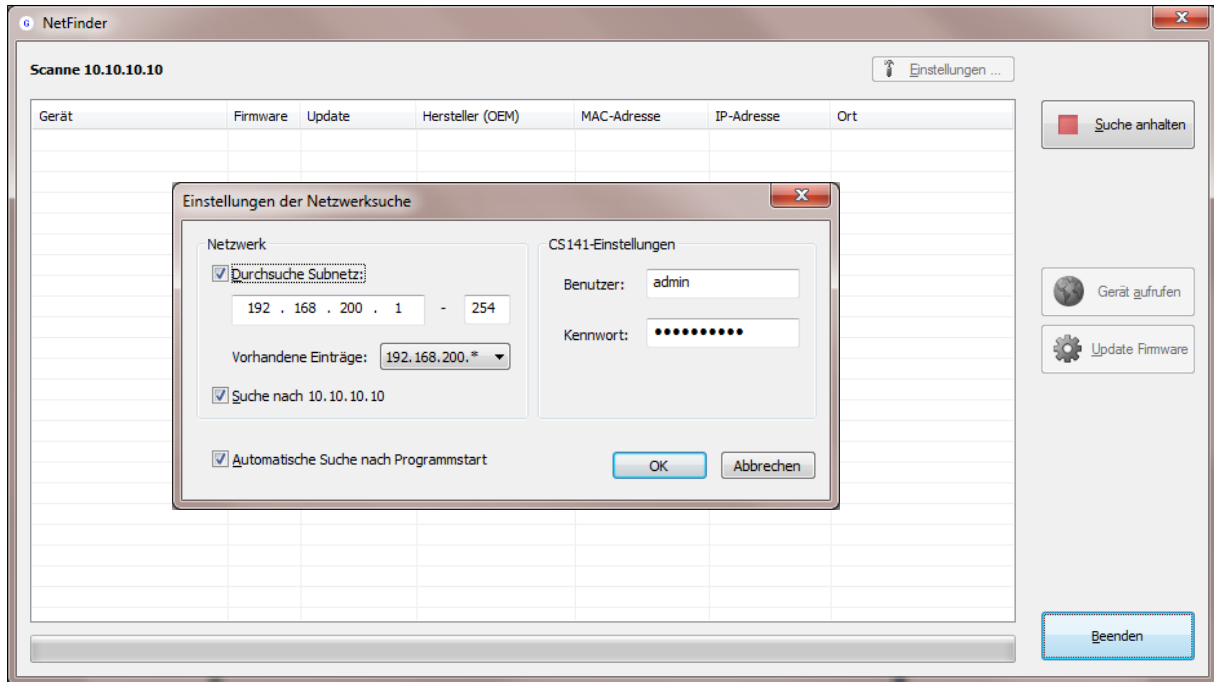 G NetFinder
Scanne 10.10.10.10
Einstellungen ...
Gerät Firmware Update Hersteller (OEM) MAC-Adresse IP-Adresse Ort
Suche anhalten
Einstellungen der Netzwerksuche
Netzwerk
Durchsuche Subnetz:
192 . 168 . 200 . 1 - 254
Vorhandene Einträge: 192.168.200.*
Suche nach 10.10.10.10
CS141-Einstellungen
Benutzer: admin
Kennwort: ••••••••••
Automatische Suche nach Programmstart
OK Abbrechen
Gerät aufrufen
Update Firmware
Beenden